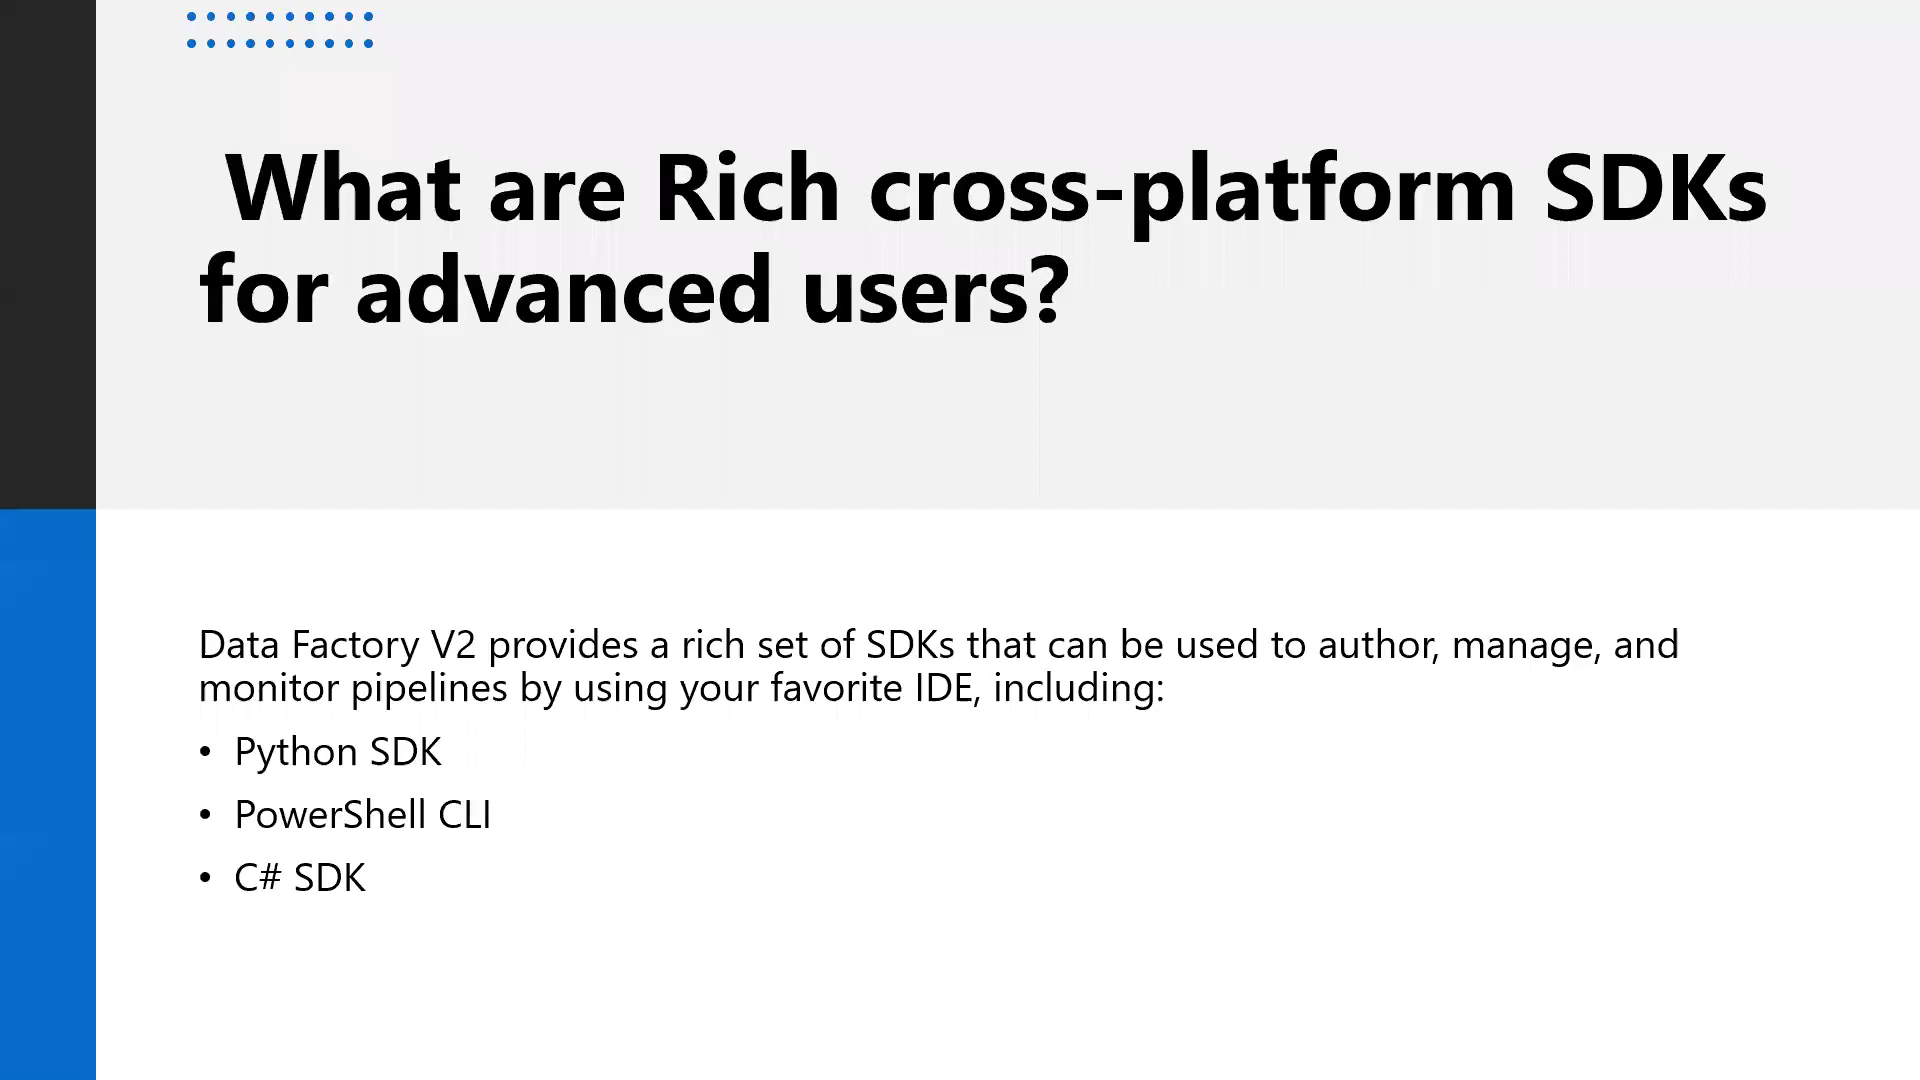 What are Rich cross-platform SDKs
for advanced users?
Data Factory V2 provides a rich set of SDKs that can be used to author, manage, and
monitor pipelines by using your favorite IDE, including:
• Python SDK
• PowerShell CLI
• C# SDK